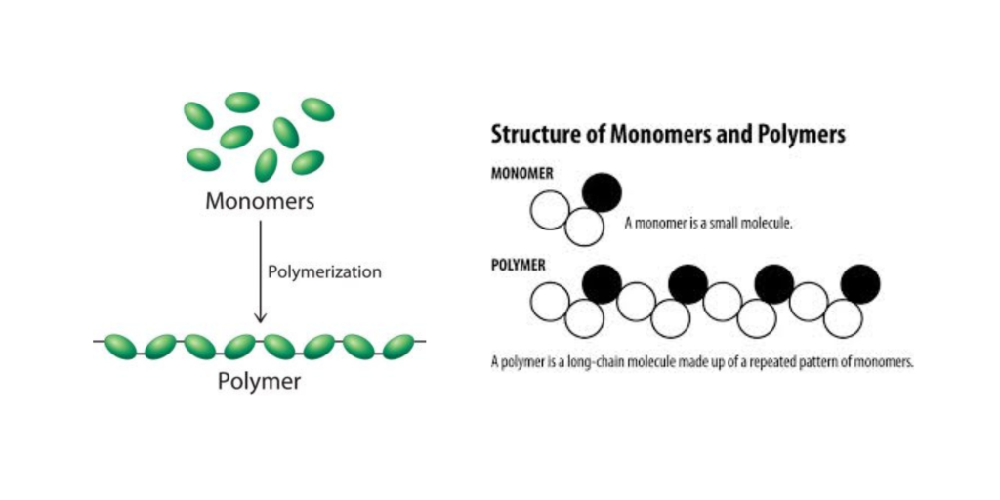 Monomers
Polymerization
Polymer
Structure of Monomers and Polymers
MONOMER
A monomer is a small molecule.
POLYMER
A polymer is a long-chain molecule made up of a repeated pattern of monomers.